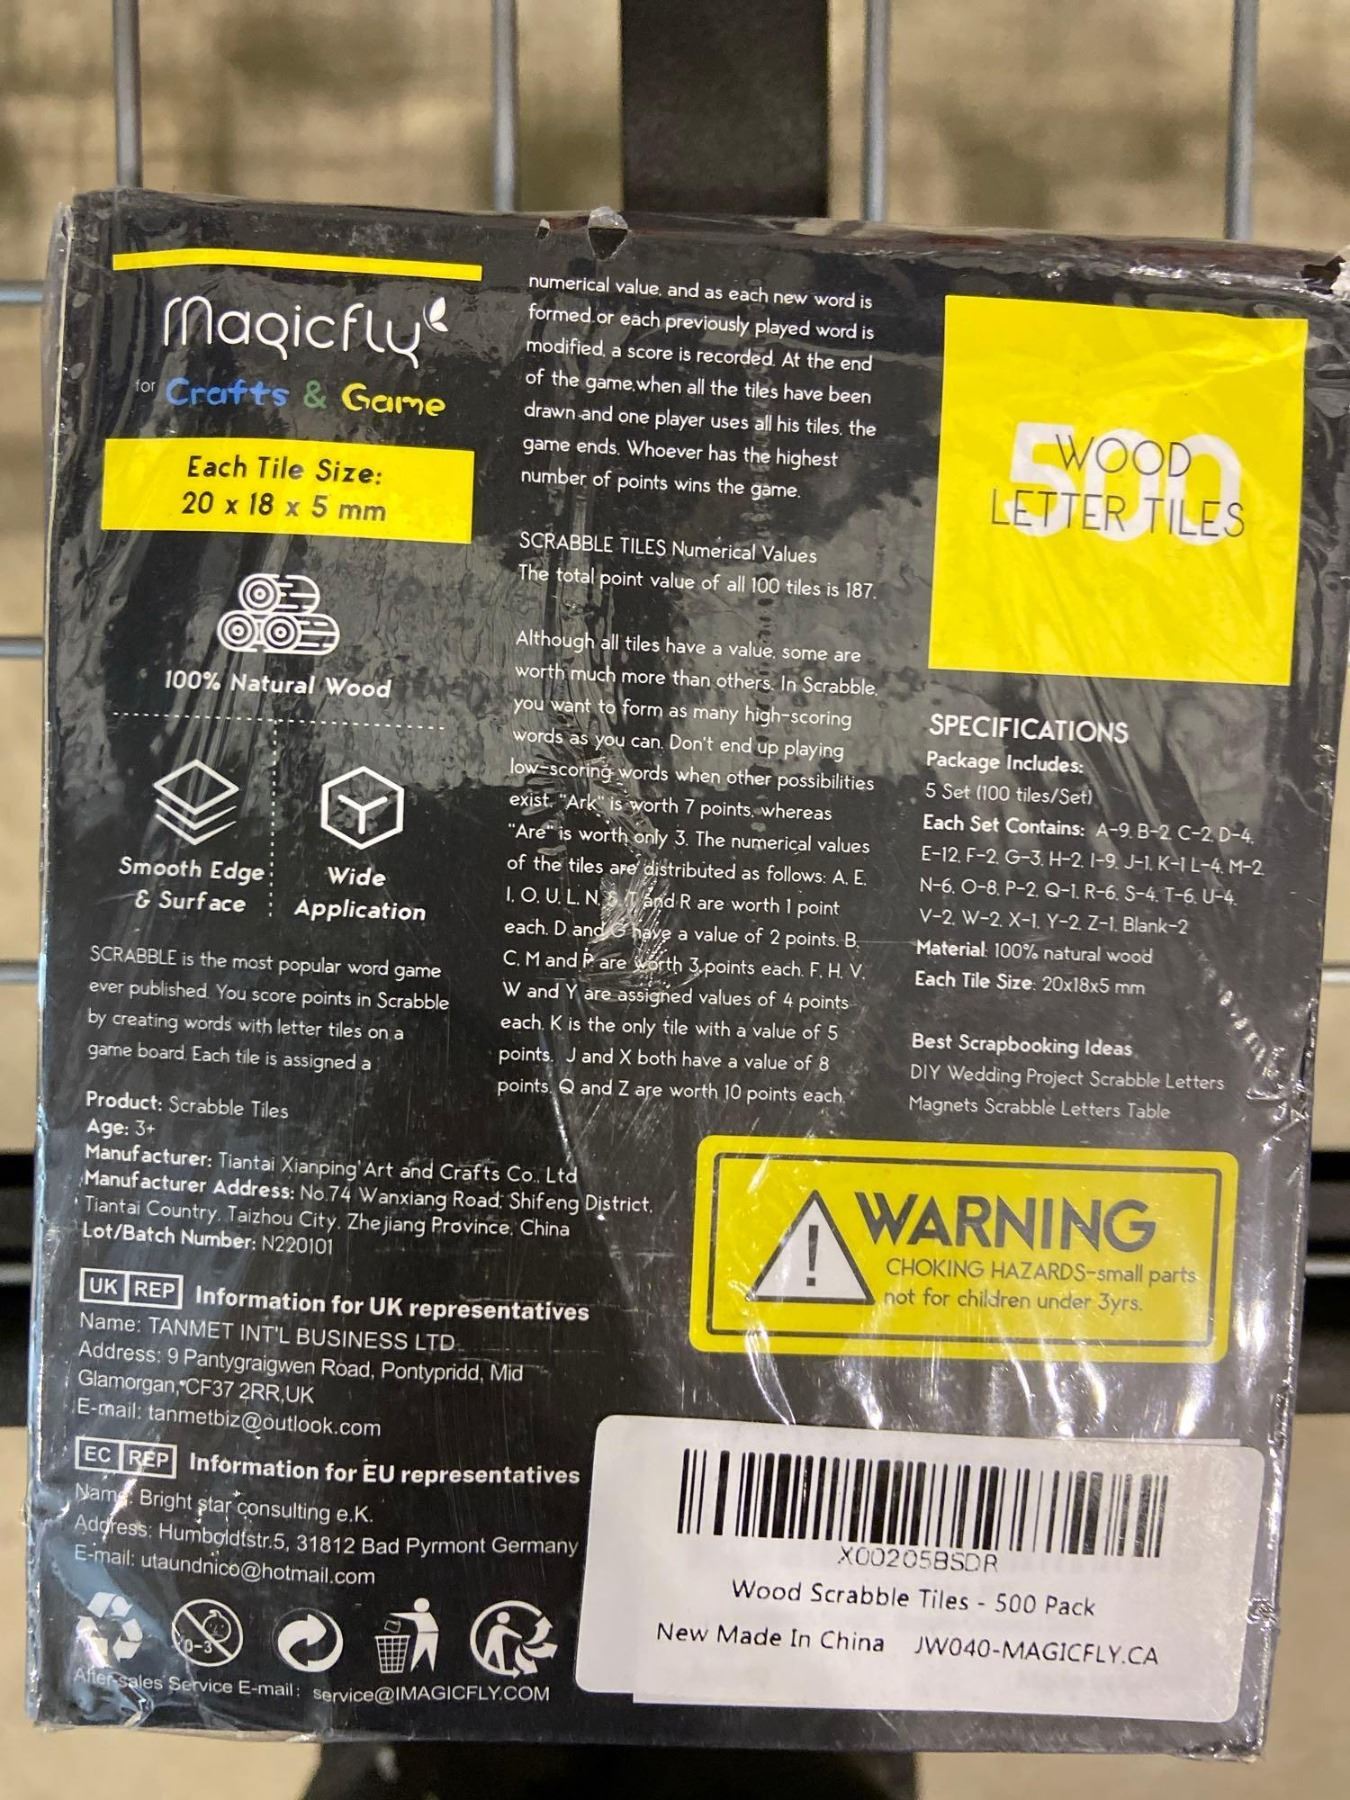 Magicfly
for Crafts & Game
Each Tile Size:
20 x 18 x 5 mm
100% Natural Wood
Smooth Edge
& Surface
Wide
Application
SCRABBLE is the most popular word game
ever published. You score points in Scrabble
by creating words with letter tiles on a
game board. Each tile is assigned a
numerical value, and as each new word is
formed.or each previously played word is
modified, a score is recorded. At the end
of the game,when all the tiles have been
drawn and one player uses all his tiles, the
game ends. Whoever has the highest
number of points wins the game.
SCRABBLE TILES Numerical Values
The total point value of all 100 tiles is 187.
Although all tiles have a value, some are
worth much more than others. In Scrabble,
you want to form as many high-scoring
words as you can. Don't end up playing
low-scoring words when other possibilities
exist. "Ark" is worth 7 points, whereas
"Are" is worth only 3. The numerical values
of the tiles are distributed as follows: A, E,
I, O, U, L, N, S, T and R are worth 1 point
each. D and G have a value of 2 points. B,
C, M and P are worth 3 points each. F, H, V,
W and Y are assigned values of 4 points
each. K is the only tile with a value of 5
points. J and X both have a value of 8
points. Q and Z are worth 10 points each.
500
WOOD
LETTER TILES
SPECIFICATIONS
Package Includes:
5 Set (100 tiles/Set)
Each Set Contains: A-9, B-2, C-2, D-4,
E-12, F-2, G-3, H-2, I-9, J-1, K-1 L-4, M-2
N-6, O-8, P-2, Q-1, R-6, S-4, T-6, U-4,
V-2, W-2, X-1, Y-2, Z-1, Blank-2
Material: 100% natural wood
Each Tile Size: 20x18x5 mm
Best Scrapbooking Ideas
DIY Wedding Project Scrabble Letters
Magnets Scrabble Letters Table
Product: Scrabble Tiles
Age: 3+
Manufacturer: Tiantai Xianping Art and Crafts Co., Ltd
Manufacturer Address: No.74 Wanxiang Road, Shifeng District,
Tiantai Country, Taizhou City, Zhejiang Province, China
Lot/Batch Number: N220101
UK REP Information for UK representatives
Name: TANMET INT'L BUSINESS LTD
Address: 9 Pantygraigwen Road, Pontypridd, Mid
Glamorgan, CF37 2RR,UK
E-mail: tanmetbiz@outlook.com
EC REP Information for EU representatives
Name: Bright star consulting e.K.
Address: Humboldtstr.5, 31812 Bad Pyrmont Germany
E-mail: utaundnico@hotmail.com
0-3
After-sales Service E-mail: service@IMAGICFLY.COM
WARNING
CHOKING HAZARDS-small parts
not for children under 3yrs.
X00205BSDR
Wood Scrabble Tiles - 500 Pack
New Made In China JW040-MAGICFLY.CA